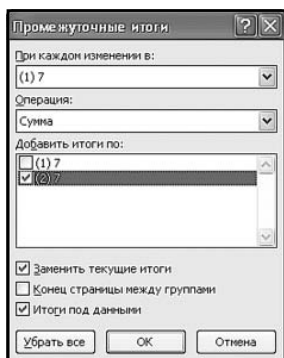 Промежуточные итоги
При каждом изменении в:
(1) 7
Операция:
Сумма
Добавить итоги по:
(1) 7
(2) 7
Заменить текущие итоги
Конец страницы между группами
Итоги под данными
Убрать все ОК Отмена